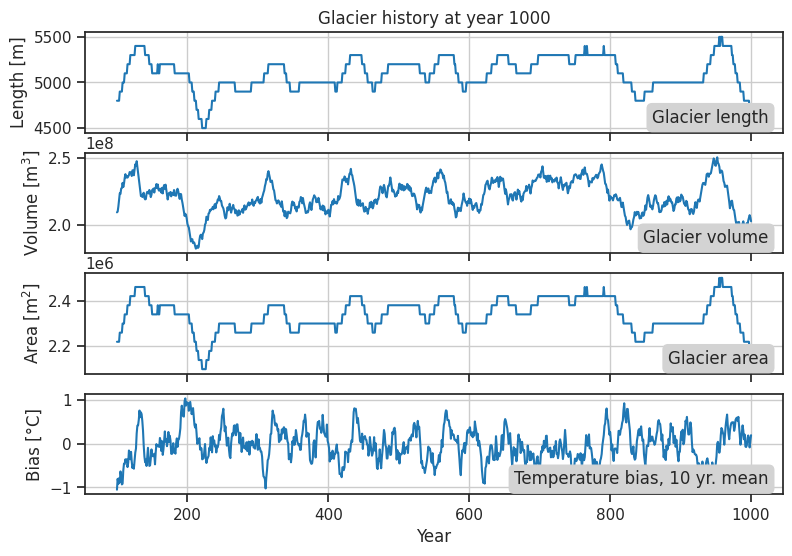 Glacier history at year 1000
Length [m]
5500
5000
4500
Glacier length
1e8
Volume [m³]
2.5
2.0
Glacier volume
1e6
Area [m²]
2.4
2.2
Glacier area
Bias [°C]
1
0
−1
Temperature bias, 10 yr. mean
200 400 600 800 1000
Year